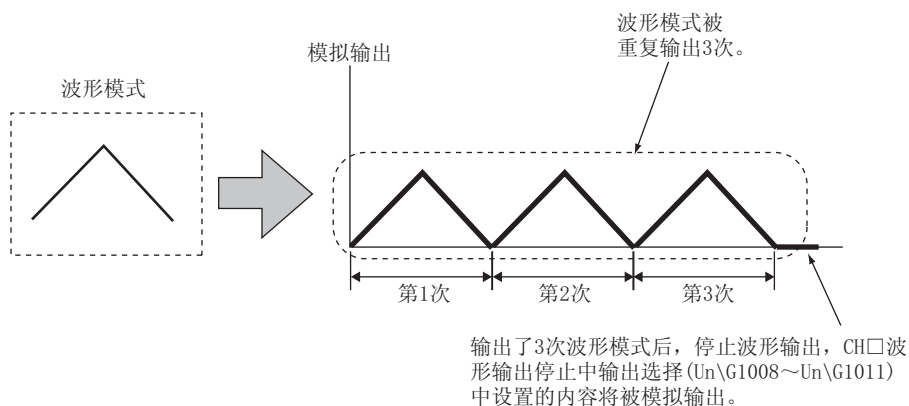 波形模式被
重复输出3次。
模拟输出
波形模式
第1次
第2次
第3次
输出了3次波形模式后，停止波形输出，CH□波
形输出停止中输出选择(Un\G1008～Un\G1011)
中设置的内容将被模拟输出。